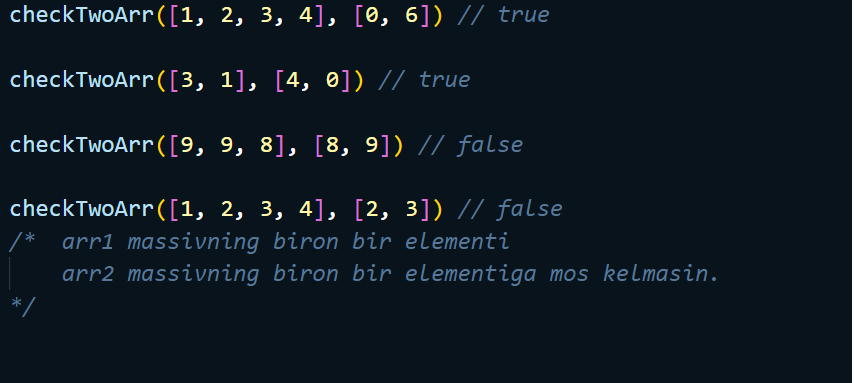 checkTwoArr([1, 2, 3, 4], [0, 6]) // true
checkTwoArr([3, 1], [4, 0]) // true
checkTwoArr([9, 9, 8], [8, 9]) // false
checkTwoArr([1, 2, 3, 4], [2, 3]) // false
/*  arr1 massivning biron bir elementi
    arr2 massivning biron bir elementiga mos kelmasin.
*/